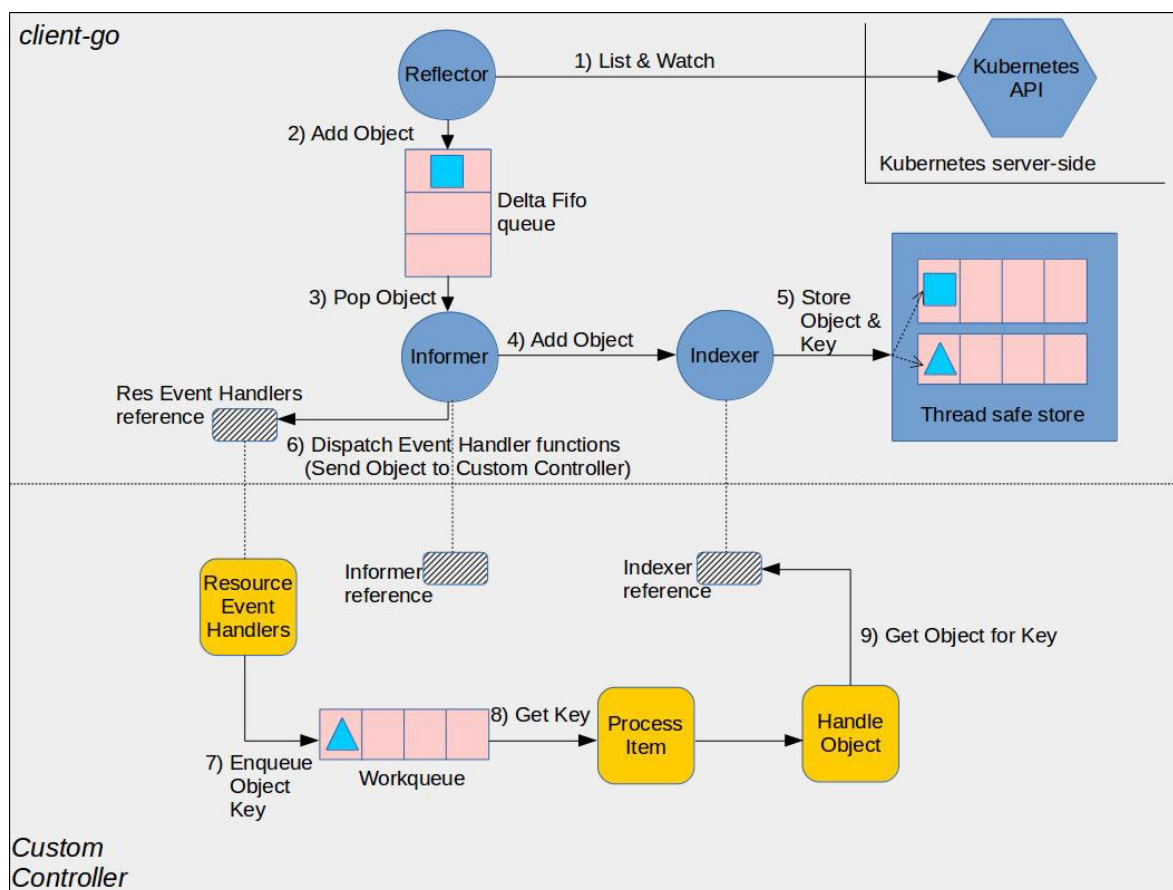 client-go
Reflector
1) List & Watch
Kubernetes
API
2) Add Object
Kubernetes server-side
Delta Fifo
queue
3) Pop Object
Informer
4) Add Object
Indexer
5) Store
Object &
Key
Thread safe store
Res Event Handlers
reference
6) Dispatch Event Handler functions
(Send Object to Custom Controller)
Resource
Event
Handlers
Informer
reference
Indexer
reference
9) Get Object for Key
7) Enqueue
Object
Key
Workqueue
8) Get Key
Process
Item
Handle
Object
Custom
Controller